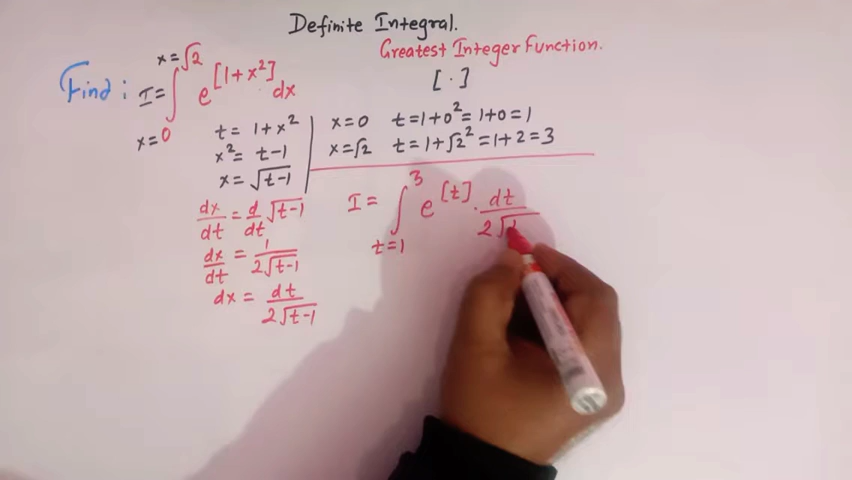 Definite Integral.
Greatest Integer Function.
[ . ]
Find : I = ∫_{x=0}^{x=√2} e^{[1+x²]} dx
t = 1+x²
x² = t-1
x = √(t-1)
x=0 t=1+0²=1+0=1
x=√2 t=1+√2²=1+2=3
dx/dt = d/dt √(t-1)
dx/dt = 1/(2√(t-1))
dx = dt/(2√(t-1))
I = ∫_{t=1}^{3} e^{[t]} . dt/(2√